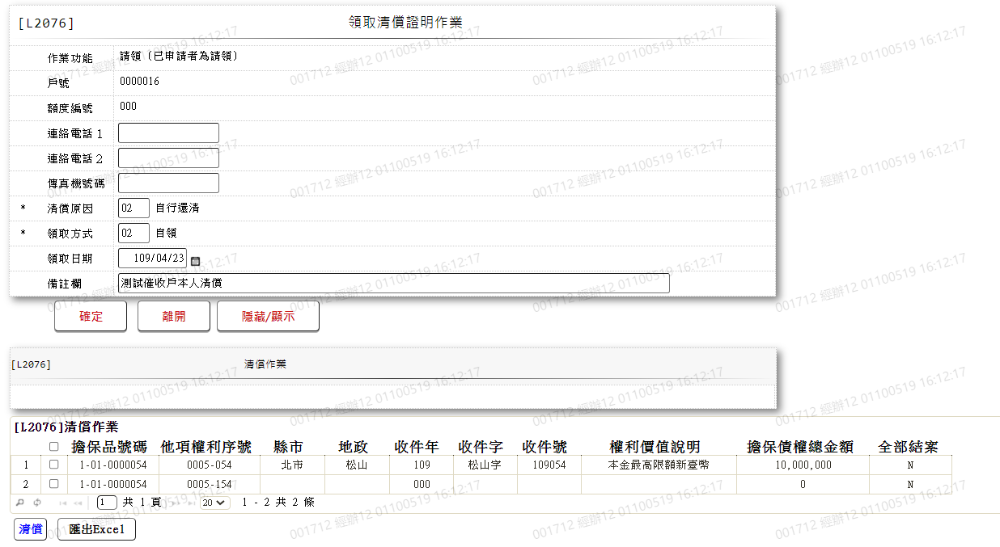 [L2076] 領取清償證明作業
作業功能 請領〔已申請者為請領〕
戶號 0000016
額度編號 000
連絡電話１
連絡電話２
傳真機號碼
* 清償原因 02 自行還清
* 領取方式 02 自領
領取日期 109/04/23
備註欄 測試催收戶本人清償
確定 離開 隱藏/顯示
[L2076] 清償作業
[L2076]清償作業
擔保品號碼 他項權利序號 縣市 地政 收件年 收件字 收件號 權利價值說明 擔保債權總金額 全部結案
1 1-01-0000054 0005-054 北市 松山 109 松山字 109054 本金最高限額新臺幣 10,000,000 N
2 1-01-0000054 0005-154 000 0 N
1 共 1 頁 20 1 - 2 共 2 條
清償 匯出Excel
001712 經辦12 01100519 16:12:17